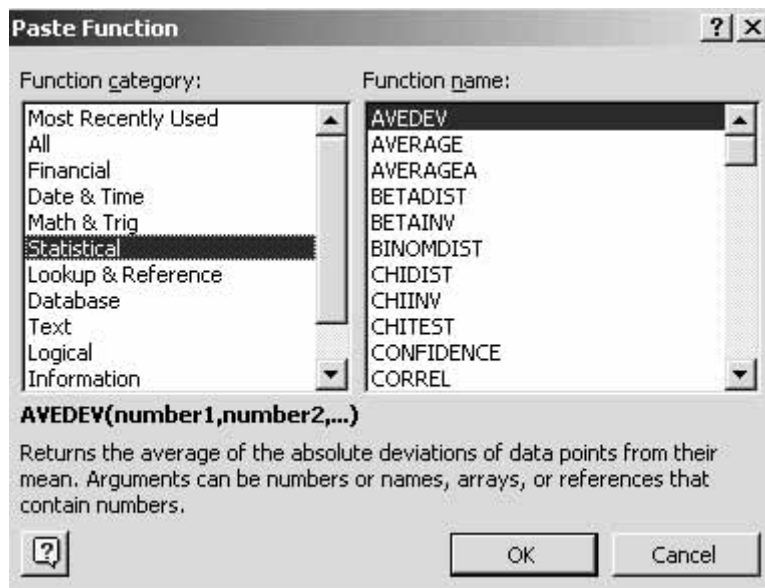 Paste Function
Function category:
Most Recently Used
All
Financial
Date & Time
Math & Trig
Statistical
Lookup & Reference
Database
Text
Logical
Information
Function name:
AVEDEV
AVERAGE
AVERAGEA
BETADIST
BETAINV
BINOMDIST
CHIDIST
CHIINV
CHITEST
CONFIDENCE
CORREL
AVEDEV(number1,number2,...)
Returns the average of the absolute deviations of data points from their
mean. Arguments can be numbers or names, arrays, or references that
contain numbers.
OK
Cancel